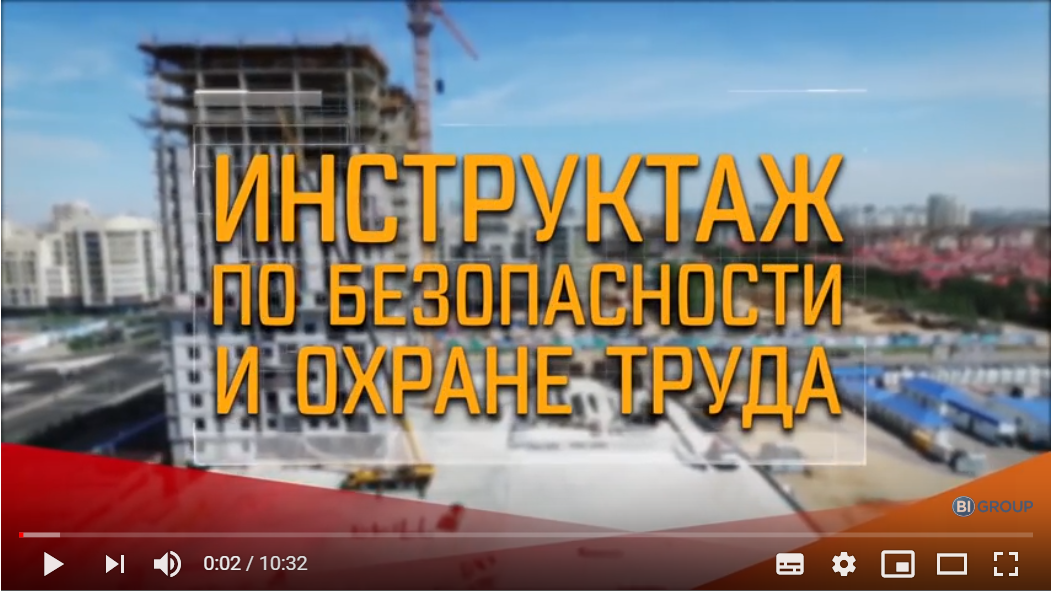 ИНСТРУКТАЖ
ПО БЕЗОПАСНОСТИ
И ОХРАНЕ ТРУДА
BI GROUP
0:02 / 10:32